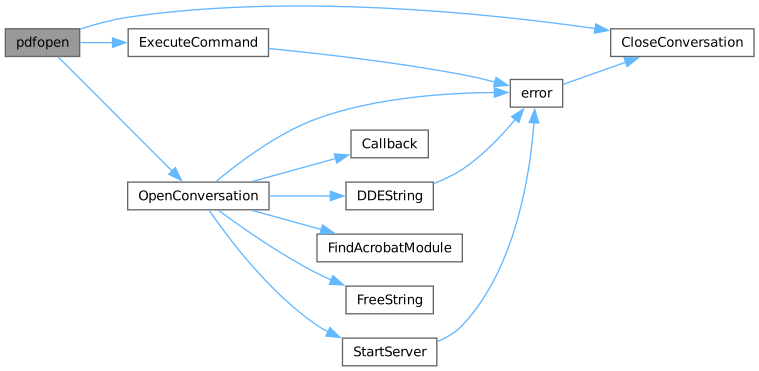 pdfopen
ExecuteCommand
CloseConversation
error
Callback
OpenConversation
DDEString
FindAcrobatModule
FreeString
StartServer